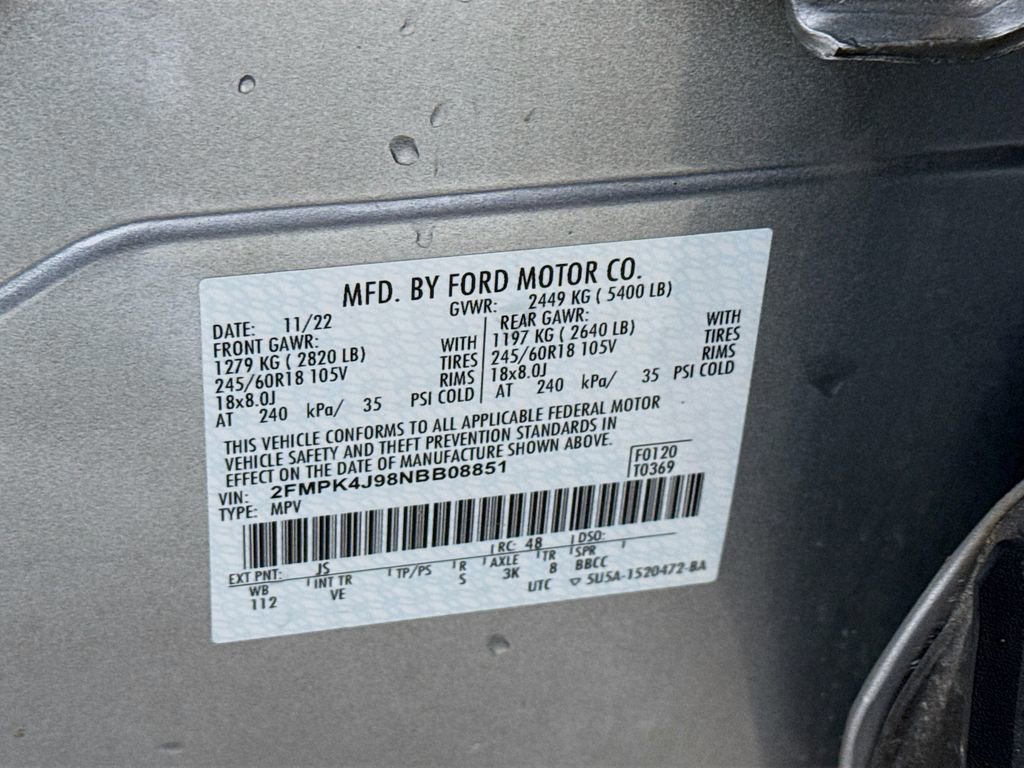 MFD. BY FORD MOTOR CO.
DATE: 11/22 GVWR: 2449 KG ( 5400 LB)
FRONT GAWR: WITH REAR GAWR: WITH
1279 KG ( 2820 LB) TIRES 1197 KG ( 2640 LB) TIRES
245/60R18 105V RIMS 245/60R18 105V RIMS
18x8.0J 18x8.0J
AT 240 kPa/ 35 PSI COLD AT 240 kPa/ 35 PSI COLD
THIS VEHICLE CONFORMS TO ALL APPLICABLE FEDERAL MOTOR
VEHICLE SAFETY AND THEFT PREVENTION STANDARDS IN
EFFECT ON THE DATE OF MANUFACTURE SHOWN ABOVE.
VIN: 2FMPK4J98NBB08851 F0120
TYPE: MPV T0369
EXT PNT: JS RC: 48 DSO:
WB INT TR TP/PS R AXLE TR SPR
112 VE S 3K 8 BBCC
UTC ▽ SU5A-1520472-BA